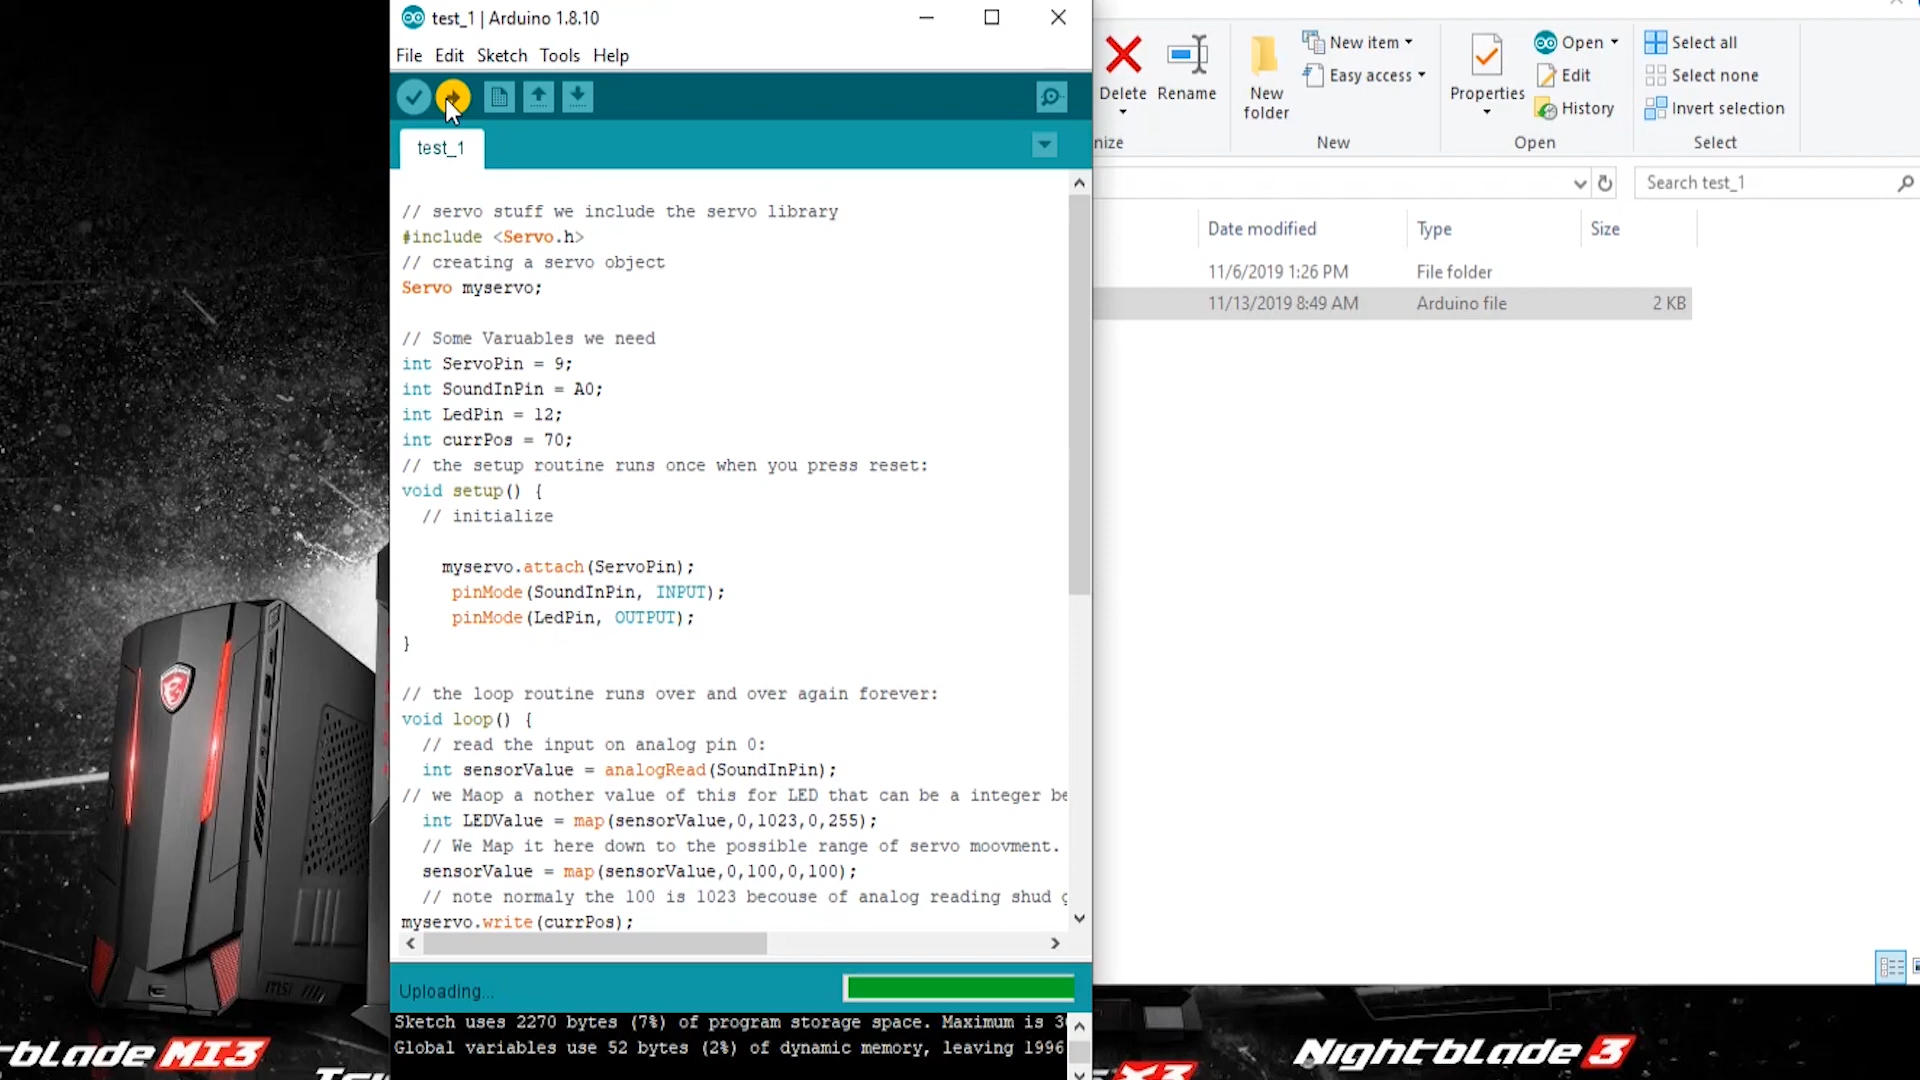 test_1 | Arduino 1.8.10
File Edit Sketch Tools Help
test_1
// servo stuff we include the servo library
#include <Servo.h>
// creating a servo object
Servo myservo;
// Some Varuables we need
int ServoPin = 9;
int SoundInPin = A0;
int LedPin = 12;
int currPos = 70;
// the setup routine runs once when you press reset:
void setup() {
// initialize
myservo.attach(ServoPin);
pinMode(SoundInPin, INPUT);
pinMode(LedPin, OUTPUT);
}
// the loop routine runs over and over again forever:
void loop() {
// read the input on analog pin 0:
int sensorValue = analogRead(SoundInPin);
// we Maop a nother value of this for LED that can be a integer be
int LEDValue = map(sensorValue,0,1023,0,255);
// We Map it here down to the possible range of servo moovment.
sensorValue = map(sensorValue,0,100,0,100);
// note normaly the 100 is 1023 becouse of analog reading shud
myservo.write(currPos);
Uploading...
Sketch uses 2270 bytes (7%) of program storage space. Maximum is
Global variables use 52 bytes (2%) of dynamic memory, leaving 1996
Delete
Rename
New folder
New item
Easy access
Properties
Open
Edit
History
Select all
Select none
Invert selection
nize
New
Open
Select
Search test_1
Date modified Type Size
11/6/2019 1:26 PM File folder
11/13/2019 8:49 AM Arduino file 2 KB
msi
MI3
Nightblade 3
X3